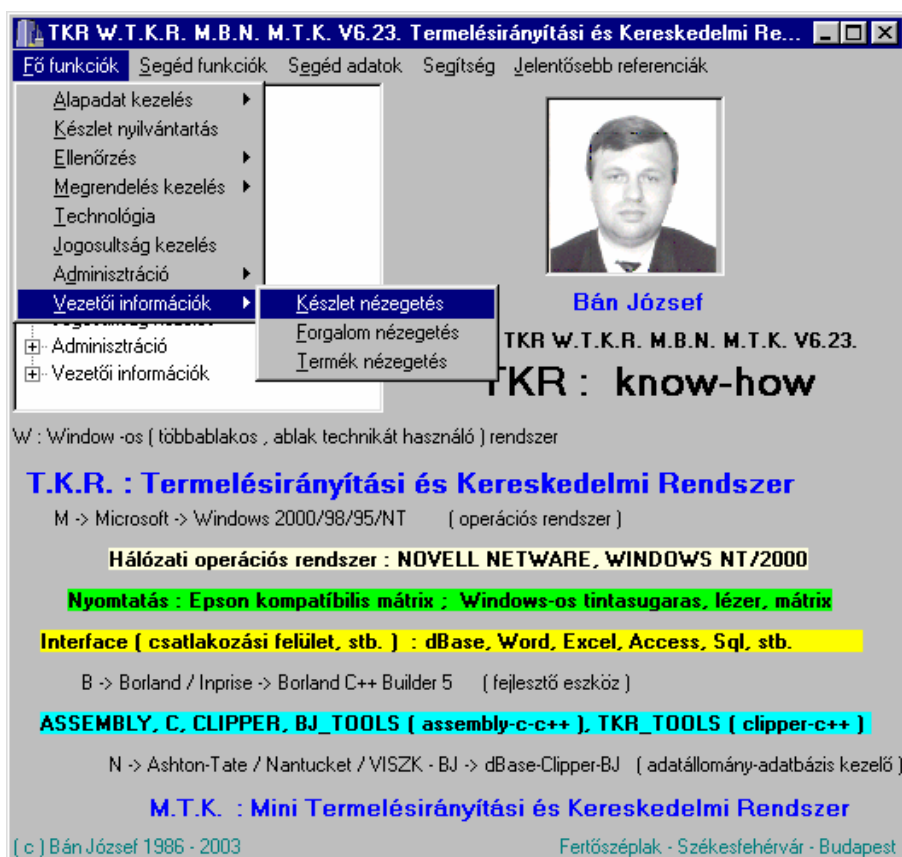 TKR W.T.K.R. M.B.N. M.T.K. V6.23. Termelésirányítási és Kereskedelmi Re...
Fő funkciók Segéd funkciók Segéd adatok Segítség Jelentősebb referenciák
Alapadat kezelés
Készlet nyilvántartás
Ellenőrzés
Megrendelés kezelés
Technológia
Jogosultság kezelés
Adminisztráció
Vezetői információk
Készlet nézegetés
Forgalom nézegetés
Termék nézegetés
Adminisztráció
Vezetői információk
Bán József
TKR W.T.K.R. M.B.N. M.T.K. V6.23.
TKR : know-how
W : Window -os ( többablakos , ablak technikát használó ) rendszer
T.K.R. : Termelésirányítási és Kereskedelmi Rendszer
M -> Microsoft -> Windows 2000/98/95/NT ( operációs rendszer )
Hálózati operációs rendszer : NOVELL NETWARE, WINDOWS NT/2000
Nyomtatás : Epson kompatíbilis mátrix ; Windows-os tintasugaras, lézer, mátrix
Interface ( csatlakozási felület, stb. ) : dBase, Word, Excel, Access, Sql, stb.
B -> Borland / Inprise -> Borland C++ Builder 5 ( fejlesztő eszköz )
ASSEMBLY, C, CLIPPER, BJ_TOOLS ( assembly-c-c++ ), TKR_TOOLS ( clipper-c++ )
N -> Ashton-Tate / Nantucket / VISZK - BJ -> dBase-Clipper-BJ ( adatállomány-adatbázis kezelő )
M.T.K. : Mini Termelésirányítási és Kereskedelmi Rendszer
( c ) Bán József 1986 - 2003 Fertőszéplak - Székesfehérvár - Budapest